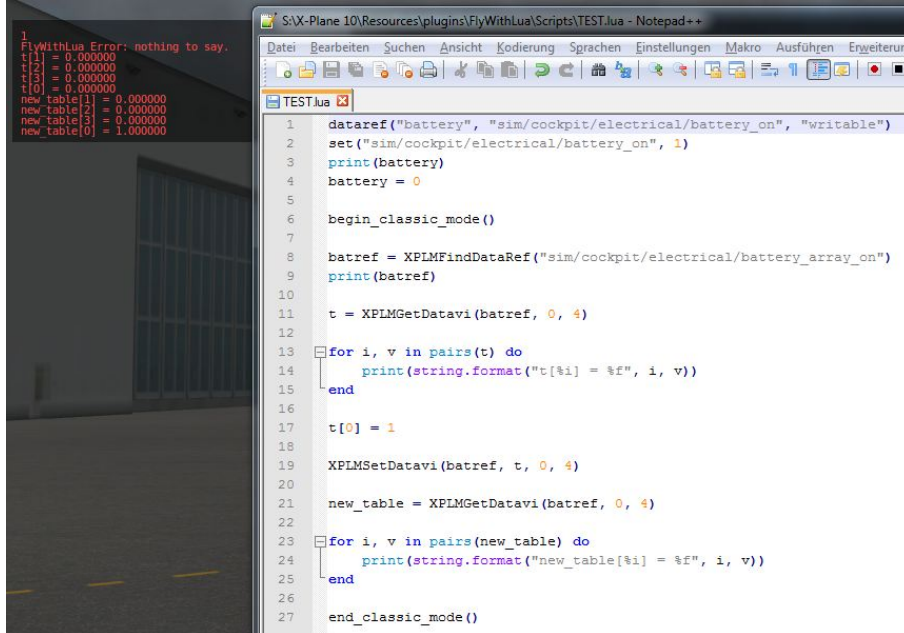 1
FlyWithLua Error: nothing to say.
t[1] = 0.000000
t[2] = 0.000000
t[3] = 0.000000
t[0] = 0.000000
new_table[1] = 0.000000
new_table[2] = 0.000000
new_table[3] = 0.000000
new_table[0] = 1.000000
S:\X-Plane 10\Resources\plugins\FlyWithLua\Scripts\TEST.lua - Notepad++
Datei Bearbeiten Suchen Ansicht Kodierung Sprachen Einstellungen Makro Ausführen Erweiterun
TEST.lua
1 dataref("battery", "sim/cockpit/electrical/battery_on", "writable")
2 set("sim/cockpit/electrical/battery_on", 1)
3 print(battery)
4 battery = 0
5
6 begin_classic_mode()
7
8 batref = XPLMFindDataRef("sim/cockpit/electrical/battery_array_on")
9 print(batref)
10
11 t = XPLMGetDatavi(batref, 0, 4)
12
13 for i, v in pairs(t) do
14 print(string.format("t[%i] = %f", i, v))
15 end
16
17 t[0] = 1
18
19 XPLMSetDatavi(batref, t, 0, 4)
20
21 new_table = XPLMGetDatavi(batref, 0, 4)
22
23 for i, v in pairs(new_table) do
24 print(string.format("new_table[%i] = %f", i, v))
25 end
26
27 end_classic_mode()